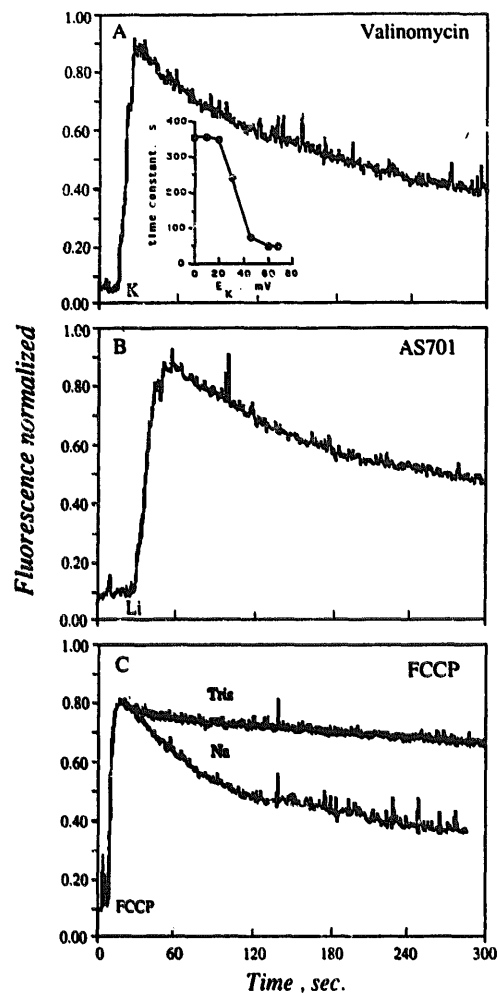 A
Valinomycin
1.00
0.80
0.60
0.40
0.20
0.00
K
time constant, s
400
300
200
100
0
0 20 40 60 80
E K , mV
B
AS701
1.00
0.80
0.60
0.40
0.20
0.00
Li
Fluorescence normalized
C
FCCP
1.00
0.80
0.60
0.40
0.20
0.00
Tris
Na
FCCP
0 60 120 180 240 300
Time , sec.